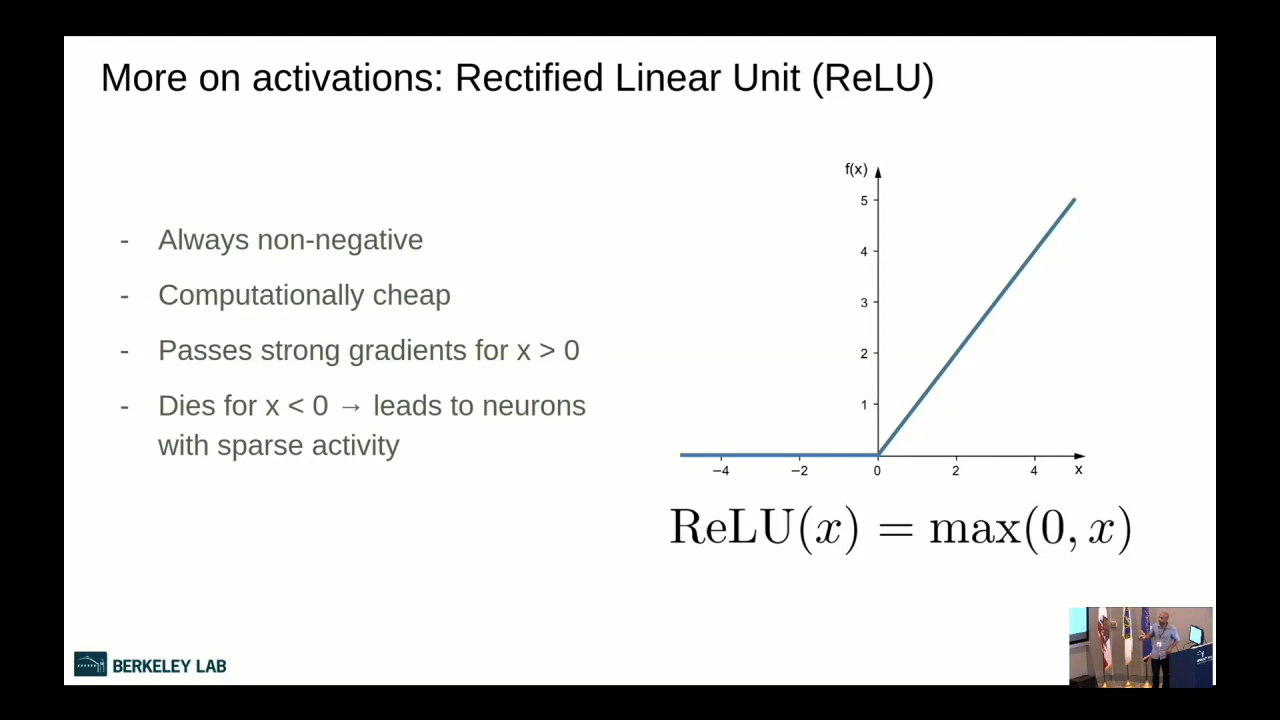 More on activations: Rectified Linear Unit (ReLU)
- Always non-negative
- Computationally cheap
- Passes strong gradients for x > 0
- Dies for x < 0 → leads to neurons
with sparse activity
f(x)
5
4
3
2
1
−4 −2 0 2 4 x
ReLU(x) = max(0, x)
BERKELEY LAB